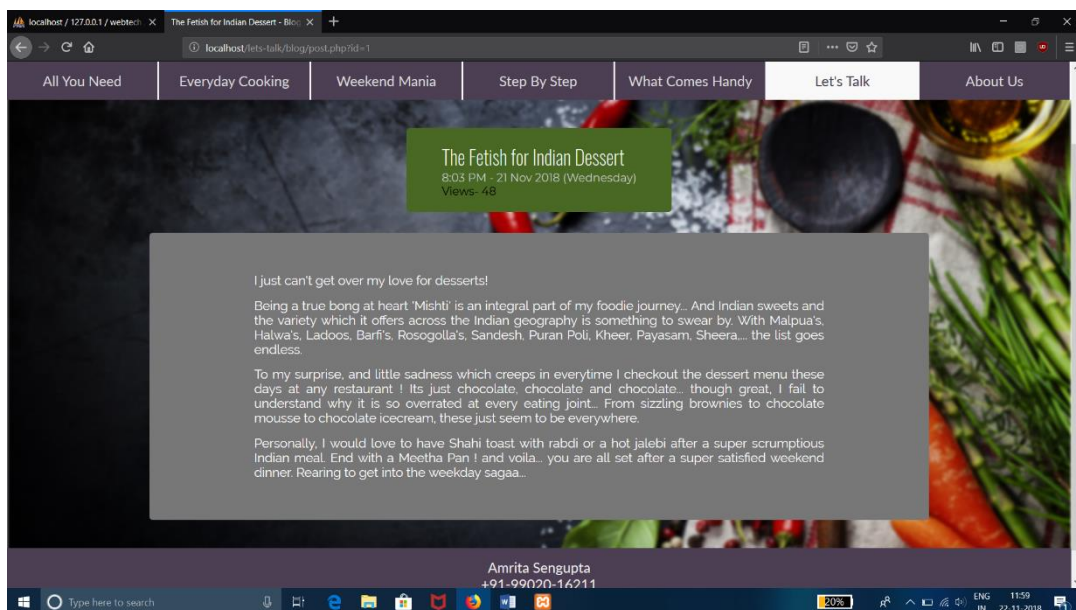 localhost / 127.0.0.1 / webtech
The Fetish for Indian Dessert - Blog
localhost/lets-talk/blog/post.php?id=1
All You Need
Everyday Cooking
Weekend Mania
Step By Step
What Comes Handy
Let's Talk
About Us
The Fetish for Indian Dessert
8:03 PM - 21 Nov 2018 (Wednesday)
Views- 48
I just can't get over my love for desserts!
Being a true bong at heart 'Mishti' is an integral part of my foodie journey... And Indian sweets and
the variety which it offers across the Indian geography is something to swear by. With Malpua's,
Halwa's, Ladoos, Barfi's, Rosogolla's, Sandesh, Puran Poli, Kheer, Payasam, Sheera,... the list goes
endless.
To my surprise, and little sadness which creeps in everytime I checkout the dessert menu these
days at any restaurant ! Its just chocolate, chocolate and chocolate... though great, I fail to
understand why it is so overrated at every eating joint... From sizzling brownies to chocolate
mousse to chocolate icecream, these just seem to be everywhere.
Personally, I would love to have Shahi toast with rabdi or a hot jalebi after a super scrumptious
Indian meal. End with a Meetha Pan ! and voila... you are all set after a super satisfied weekend
dinner. Rearing to get into the weekday sagaa...
Amrita Sengupta
+91-99020-16211
Type here to search
20%
ENG
IN
11:59
22-11-2018